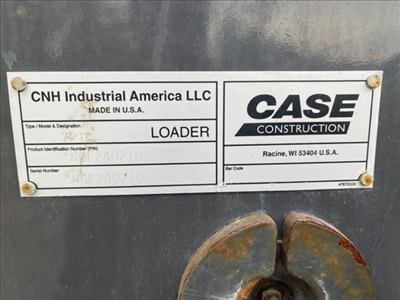 CNH Industrial America LLC
MADE IN U.S.A.
Type / Model & Designation
LOADER
Product Identification Number (PIN)
Serial Number
CASE
CONSTRUCTION
Racine, WI 53404 U.S.A.
Bar Code